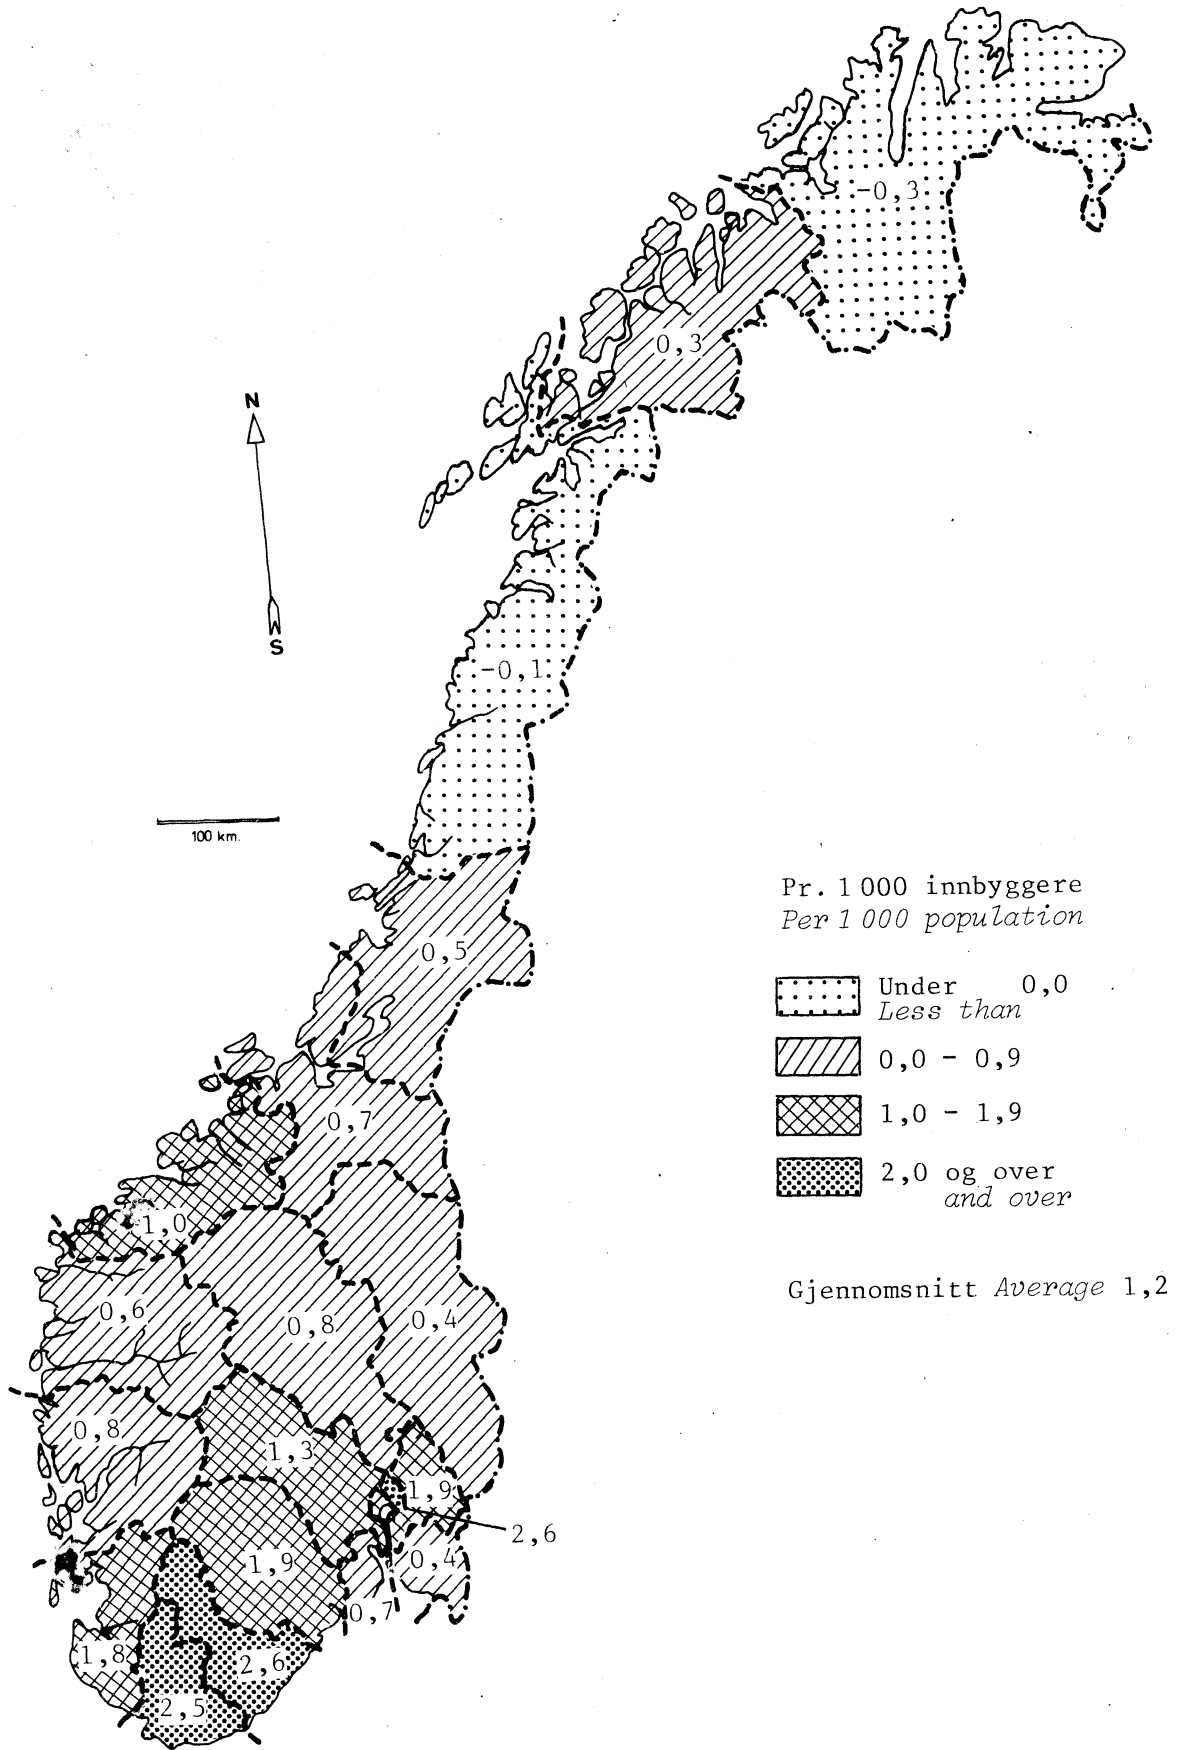 -0,3
0,3
N
S
-0,1
100 km.
Pr. 1 000 innbyggere
Per 1 000 population
0,5
Under 0,0
Less than
0,0 - 0,9
1,0 - 1,9
0,7
2,0 og over
and over
1,0
Gjennomsnitt Average 1,2
0,6
0,8
0,4
0,8
1,3
1,9
2,6
1,9
0,4
0,7
1,8
2,6
2,5